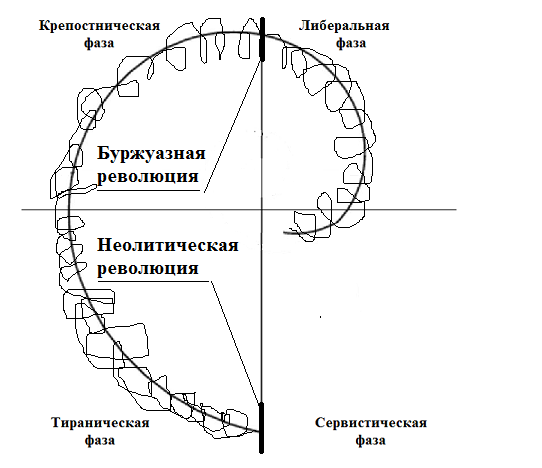 Крепостническая
фаза
Либеральная
фаза
Буржуазная
революция
Неолитическая
революция
Тираническая
фаза
Сервистическая
фаза